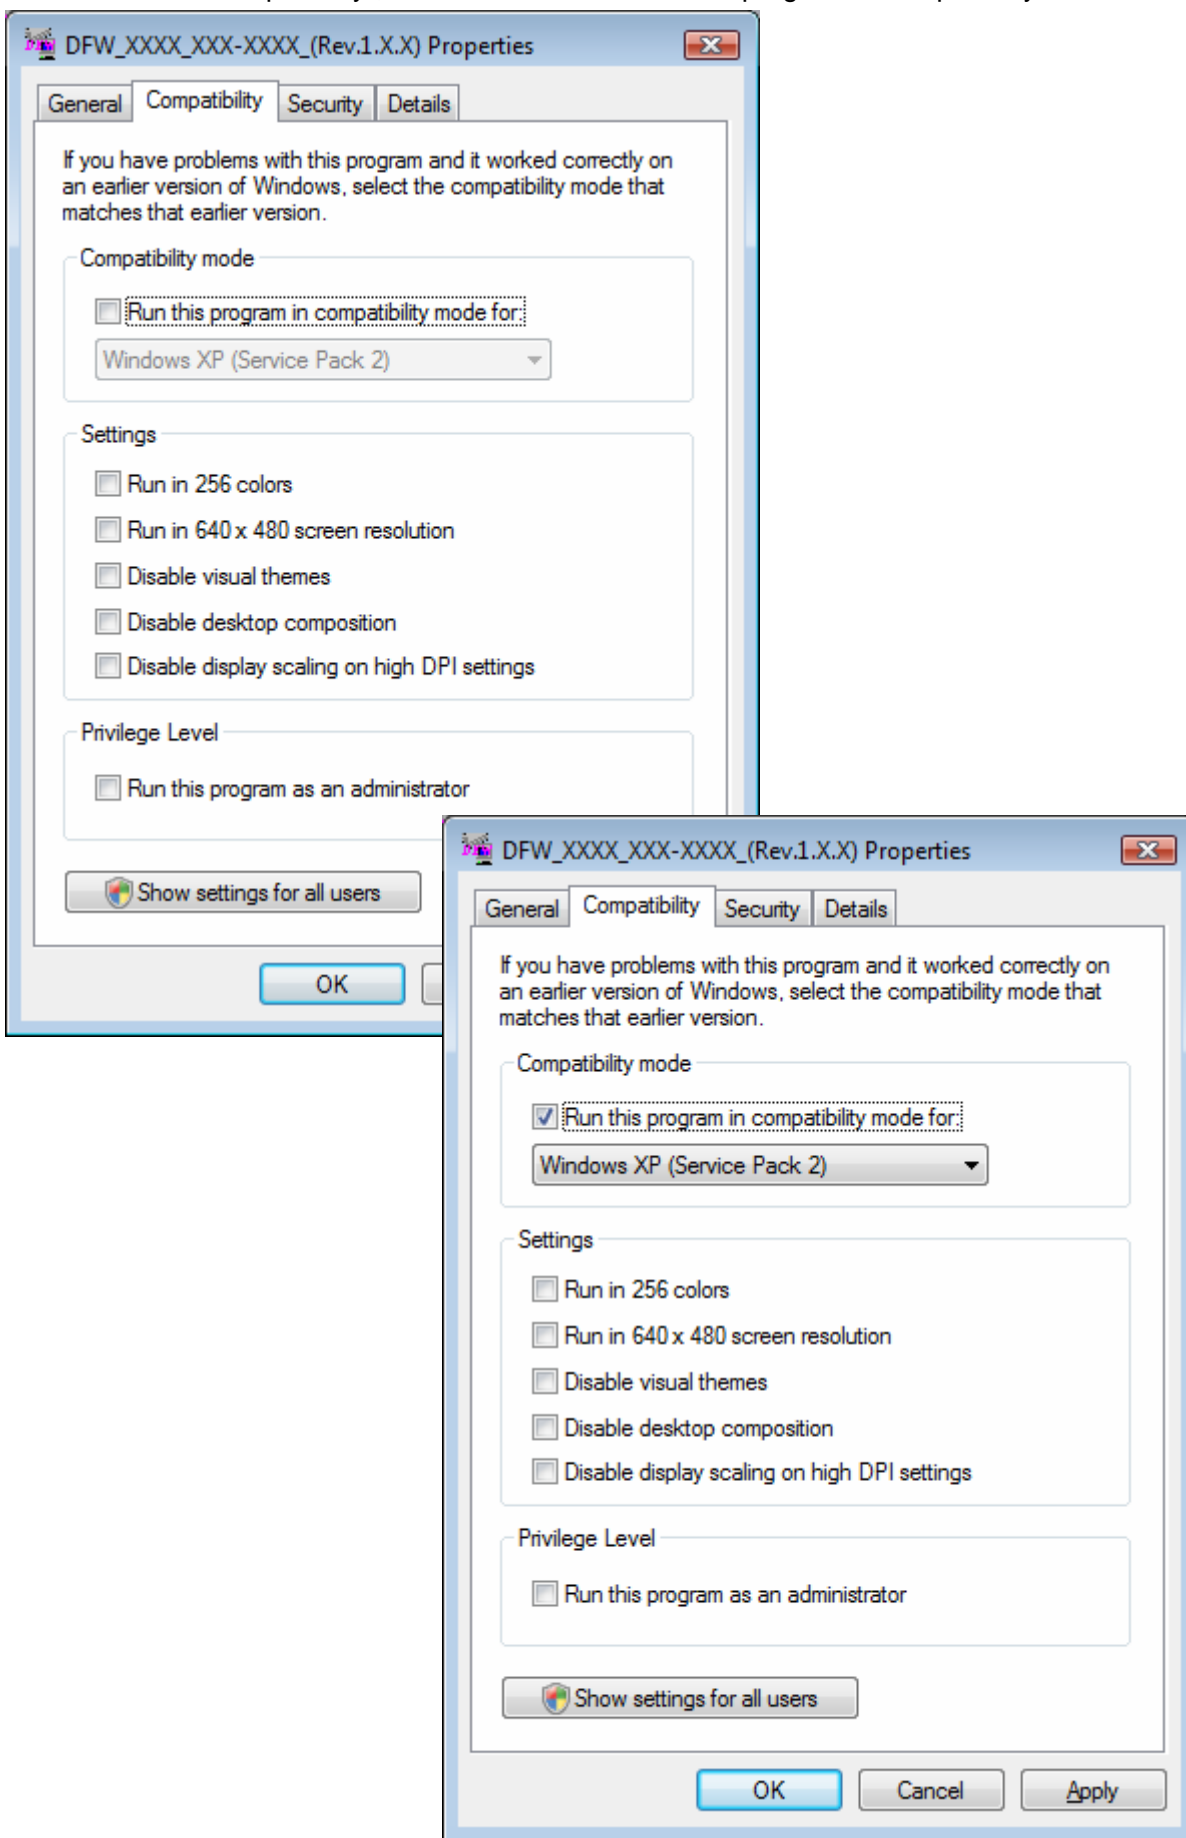 DFW_XXXX_XXX-XXXX_(Rev.1.X.X) Properties
General Compatibility Security Details
If you have problems with this program and it worked correctly on
an earlier version of Windows, select the compatibility mode that
matches that earlier version.
Compatibility mode
Run this program in compatibility mode for:
Windows XP (Service Pack 2)
Settings
Run in 256 colors
Run in 640 x 480 screen resolution
Disable visual themes
Disable desktop composition
Disable display scaling on high DPI settings
Privilege Level
Run this program as an administrator
Show settings for all users
OK
DFW_XXXX_XXX-XXXX_(Rev.1.X.X) Properties
General Compatibility Security Details
If you have problems with this program and it worked correctly on
an earlier version of Windows, select the compatibility mode that
matches that earlier version.
Compatibility mode
Run this program in compatibility mode for:
Windows XP (Service Pack 2)
Settings
Run in 256 colors
Run in 640 x 480 screen resolution
Disable visual themes
Disable desktop composition
Disable display scaling on high DPI settings
Privilege Level
Run this program as an administrator
Show settings for all users
OK Cancel Apply